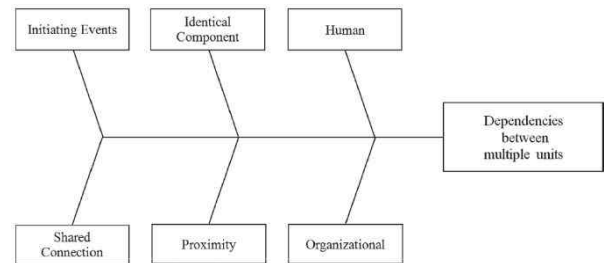 Initiating Events
Identical
Component
Human
Dependencies
between
multiple units
Shared
Connection
Proximity
Organizational